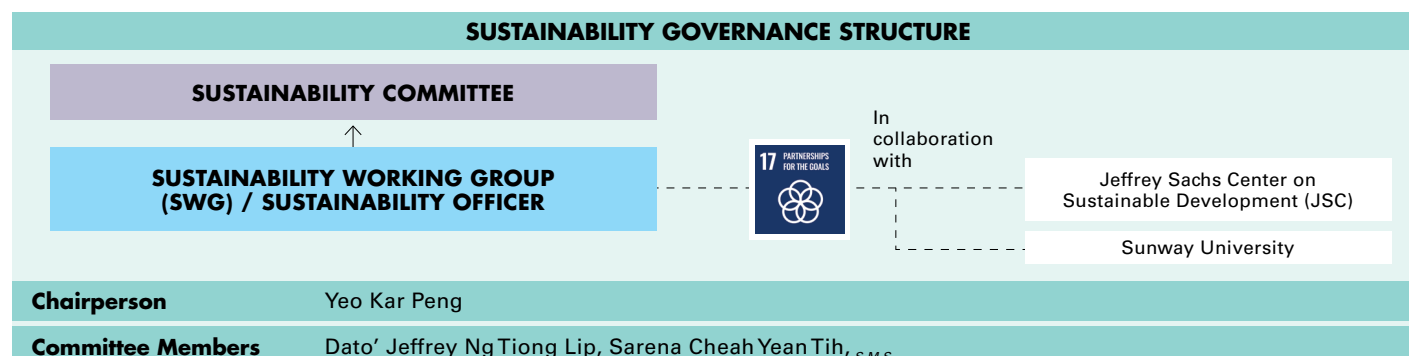 SUSTAINABILITY GOVERNANCE STRUCTURE
SUSTAINABILITY COMMITTEE
SUSTAINABILITY WORKING GROUP
(SWG) / SUSTAINABILITY OFFICER
17 PARTNERSHIPS
FOR THE GOALS
In
collaboration
with
Jeffrey Sachs Center on
Sustainable Development (JSC)
Sunway University
Chairperson Yeo Kar Peng
Committee Members Dato’ Jeffrey Ng Tiong Lip, Sarena Cheah Yean Tih, S.M.S.